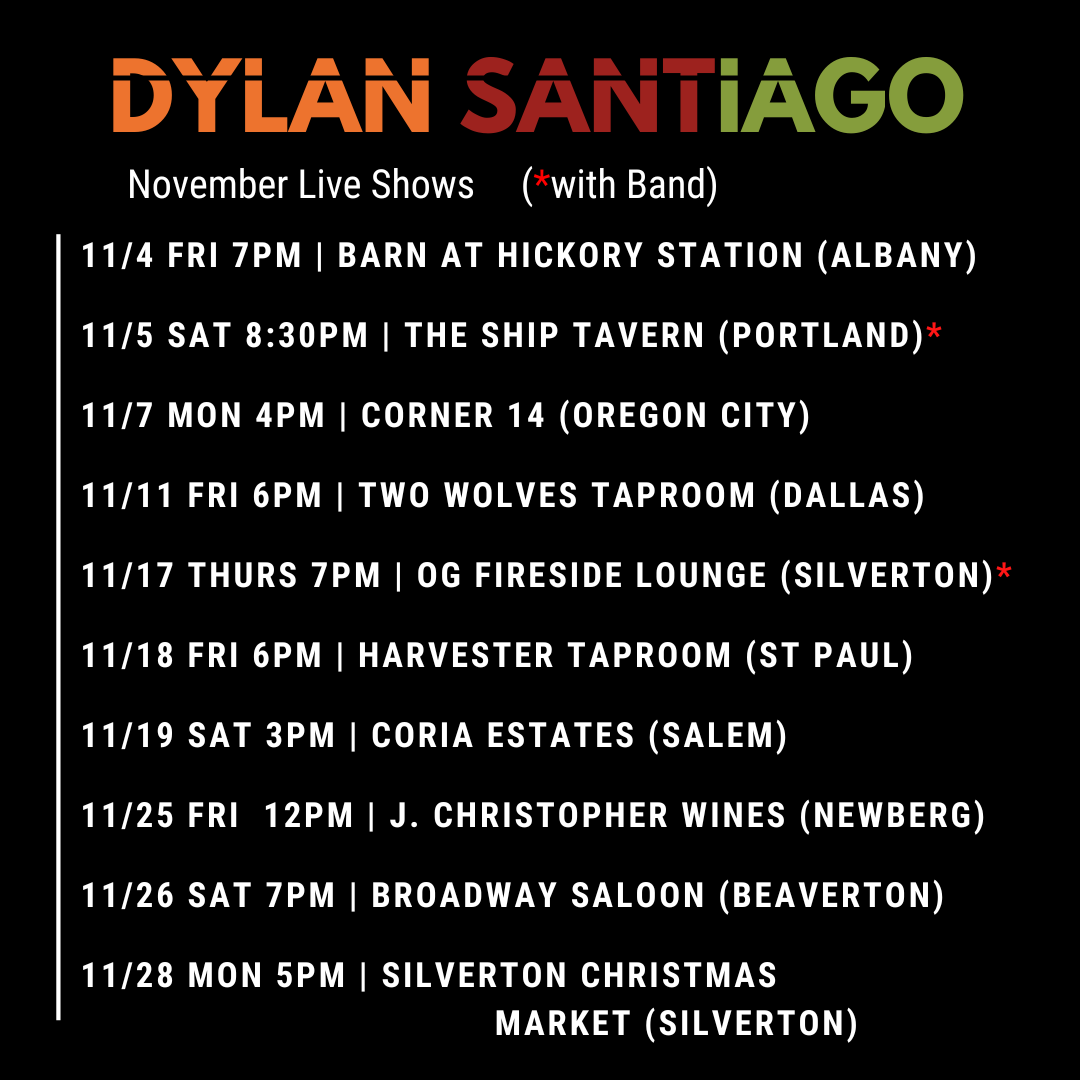 DYLAN SANTIAGO
November Live Shows (*with Band)
11/4 FRI 7PM | BARN AT HICKORY STATION (ALBANY)
11/5 SAT 8:30PM | THE SHIP TAVERN (PORTLAND)*
11/7 MON 4PM | CORNER 14 (OREGON CITY)
11/11 FRI 6PM | TWO WOLVES TAPROOM (DALLAS)
11/17 THURS 7PM | OG FIRESIDE LOUNGE (SILVERTON)*
11/18 FRI 6PM | HARVESTER TAPROOM (ST PAUL)
11/19 SAT 3PM | CORIA ESTATES (SALEM)
11/25 FRI 12PM | J. CHRISTOPHER WINES (NEWBERG)
11/26 SAT 7PM | BROADWAY SALOON (BEAVERTON)
11/28 MON 5PM | SILVERTON CHRISTMAS
MARKET (SILVERTON)